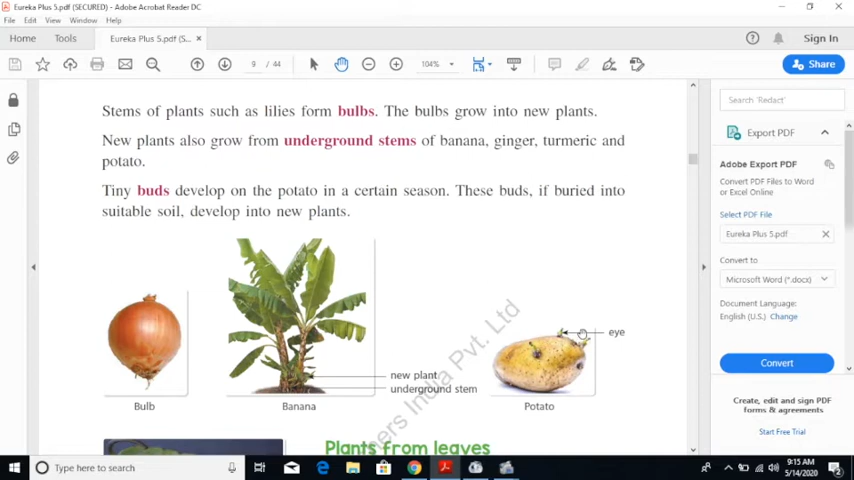 Eureka Plus 5.pdf (SECURED) - Adobe Acrobat Reader DC
File Edit View Window Help
Home Tools Eureka Plus 5.pdf (S... × Sign In
9 / 44 104% Share
Stems of plants such as lilies form bulbs. The bulbs grow into new plants.
New plants also grow from underground stems of banana, ginger, turmeric and
potato.
Tiny buds develop on the potato in a certain season. These buds, if buried into
suitable soil, develop into new plants.
eye
new plant
underground stem
Bulb Banana Potato
hers India Pvt. Ltd
Plants from leaves
Search 'Redact'
Export PDF
Adobe Export PDF
Convert PDF Files to Word
or Excel Online
Select PDF File
Eureka Plus 5.pdf
Convert to
Microsoft Word (*.docx)
Document Language:
English (U.S.) Change
Convert
Create, edit and sign PDF
forms & agreements
Start Free Trial
Type here to search
9:15 AM
5/14/2020
2